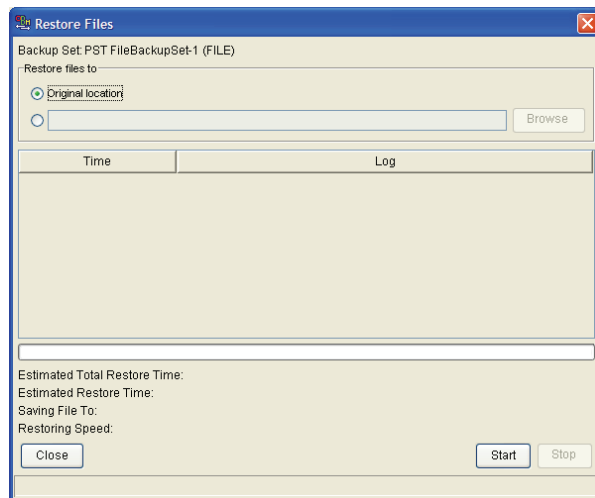 Restore Files
Backup Set: PST FileBackupSet-1 (FILE)
Restore files to
Original location
Browse
Time Log
Estimated Total Restore Time:
Estimated Restore Time:
Saving File To:
Restoring Speed:
Close Start Stop